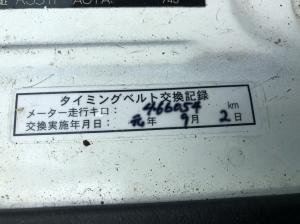 タイミングベルト交換記録
メーター走行キロ： 466054 km
交換実施年月日： 元年 9月 2日